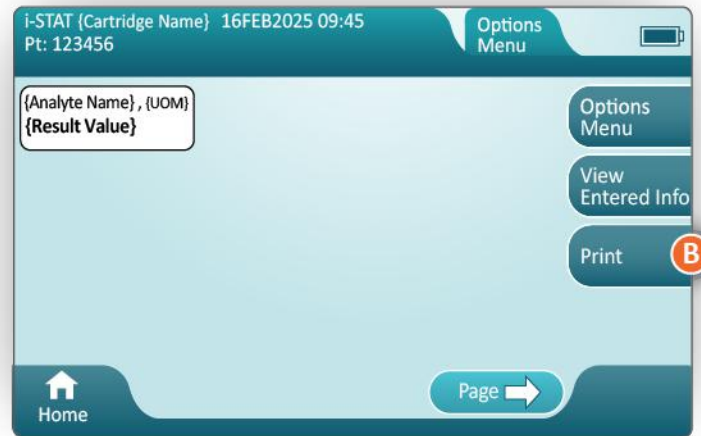 i-STAT {Cartridge Name} 16FEB2025 09:45
Pt: 123456
Options
Menu
{Analyte Name}, {UOM}
{Result Value}
Options
Menu
View
Entered Info
Print
B
Page
Home